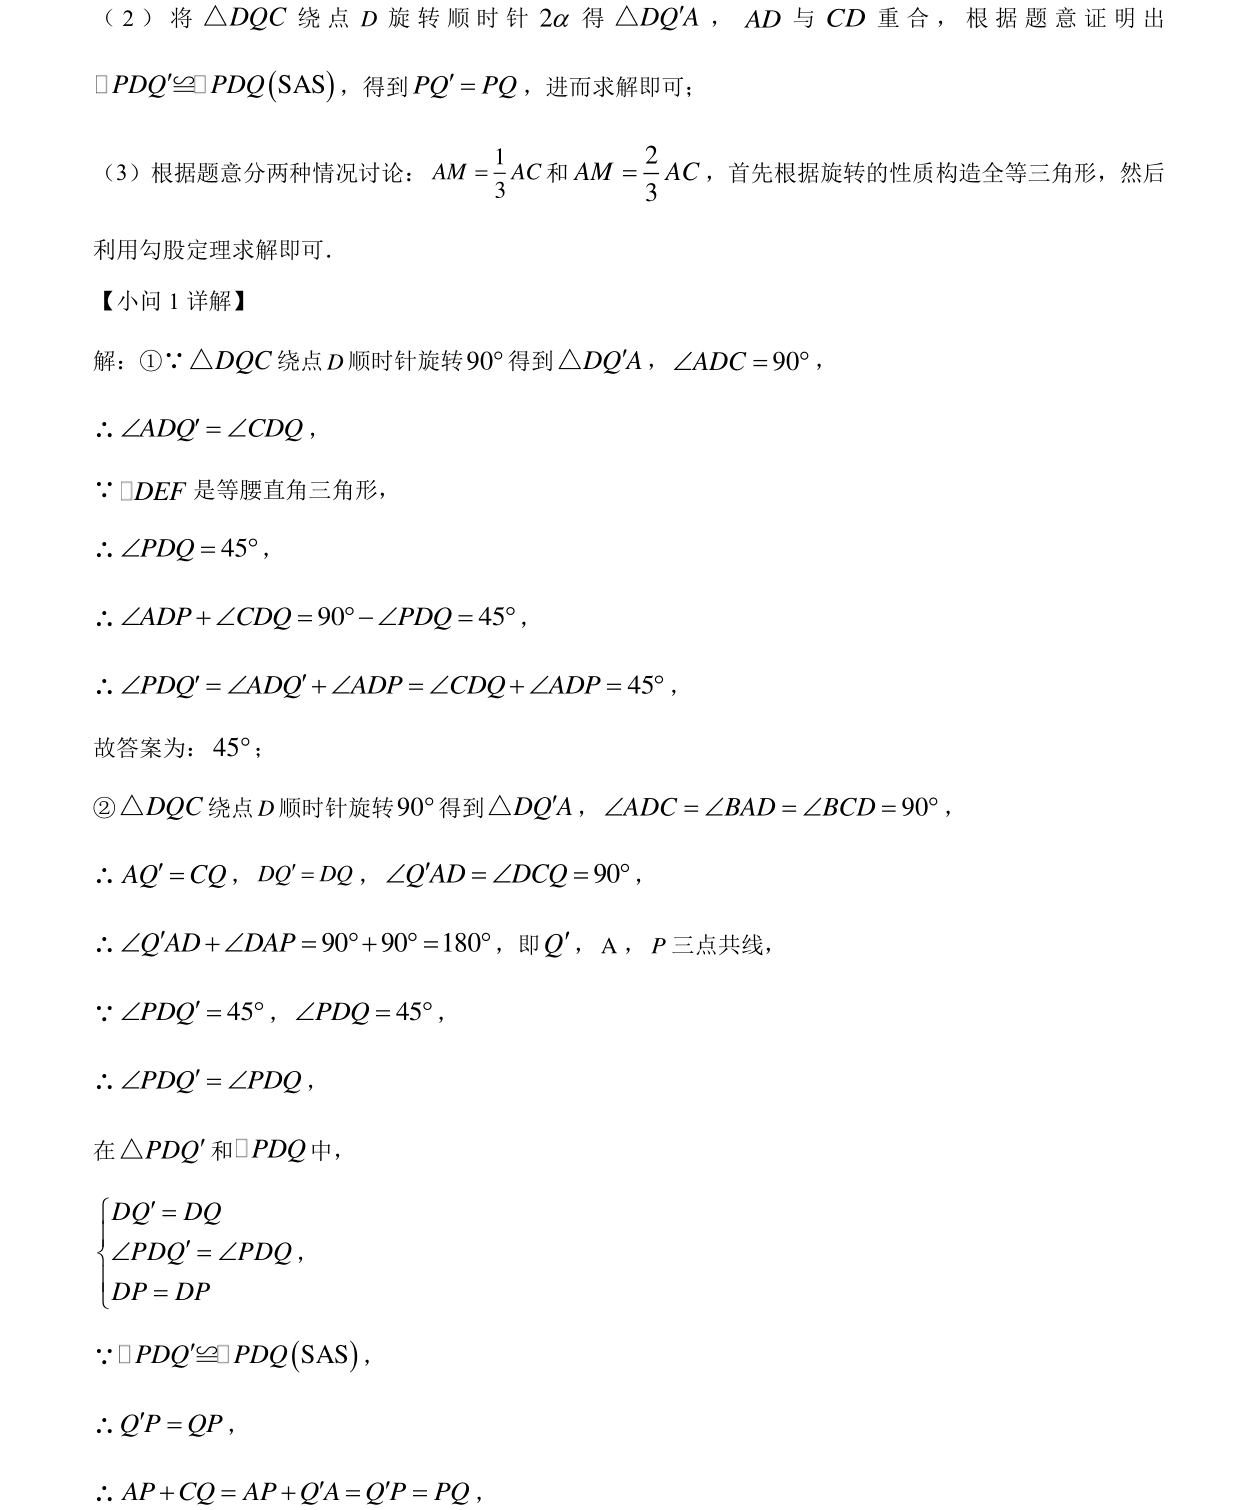 （2）将△DQC绕点D旋转顺时针2α得△DQ′A，AD与CD重合，根据题意证明出
□PDQ′≌□PDQ(SAS)，得到PQ′=PQ，进而求解即可；
（3）根据题意分两种情况讨论：AM=1/3AC和AM=2/3AC，首先根据旋转的性质构造全等三角形，然后
利用勾股定理求解即可．
【小问1详解】
解：①∵△DQC绕点D顺时针旋转90°得到△DQ′A，∠ADC=90°，
∴∠ADQ′=∠CDQ，
∵□DEF是等腰直角三角形，
∴∠PDQ=45°，
∴∠ADP+∠CDQ=90°−∠PDQ=45°，
∴∠PDQ′=∠ADQ′+∠ADP=∠CDQ+∠ADP=45°，
故答案为：45°；
②△DQC绕点D顺时针旋转90°得到△DQ′A，∠ADC=∠BAD=∠BCD=90°，
∴AQ′=CQ，DQ′=DQ，∠Q′AD=∠DCQ=90°，
∴∠Q′AD+∠DAP=90°+90°=180°，即Q′，A，P三点共线，
∵∠PDQ′=45°，∠PDQ=45°，
∴∠PDQ′=∠PDQ，
在△PDQ′和□PDQ中，
DQ′=DQ
∠PDQ′=∠PDQ，
DP=DP
∵□PDQ′≌□PDQ(SAS)，
∴Q′P=QP，
∴AP+CQ=AP+Q′A=Q′P=PQ，